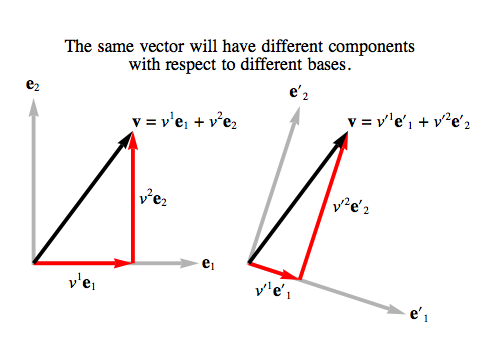 The same vector will have different components
with respect to different bases.
e₂
v = v¹e₁ + v²e₂
v²e₂
e₁
v¹e₁
e′₂
v = v′¹e′₁ + v′²e′₂
v′²e′₂
v′¹e′₁
e′₁